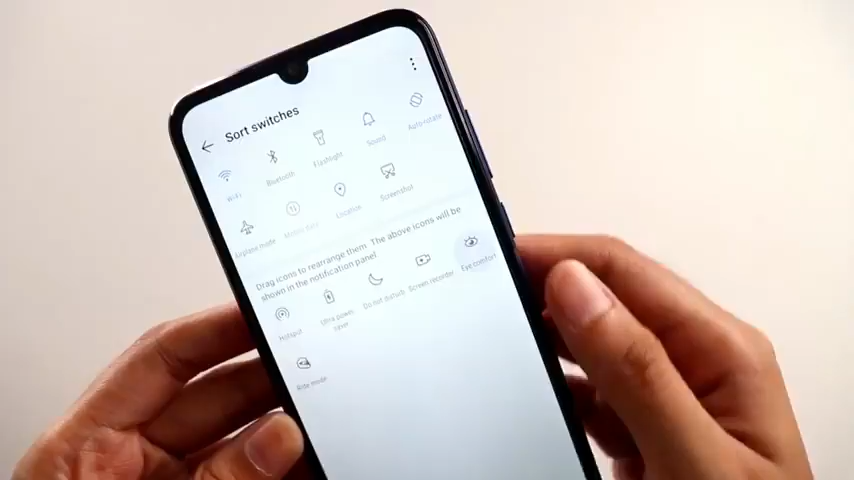 Sort switches
Wi-Fi
Bluetooth
Flashlight
Sound
Auto-rotate
Airplane mode
Mobile data
Location
Screenshot
Drag icons to rearrange them. The above icons will be
shown in the notification panel.
Hotspot
Ultra power
saver
Do not disturb
Screen recorder
Eye comfort
Ride mode